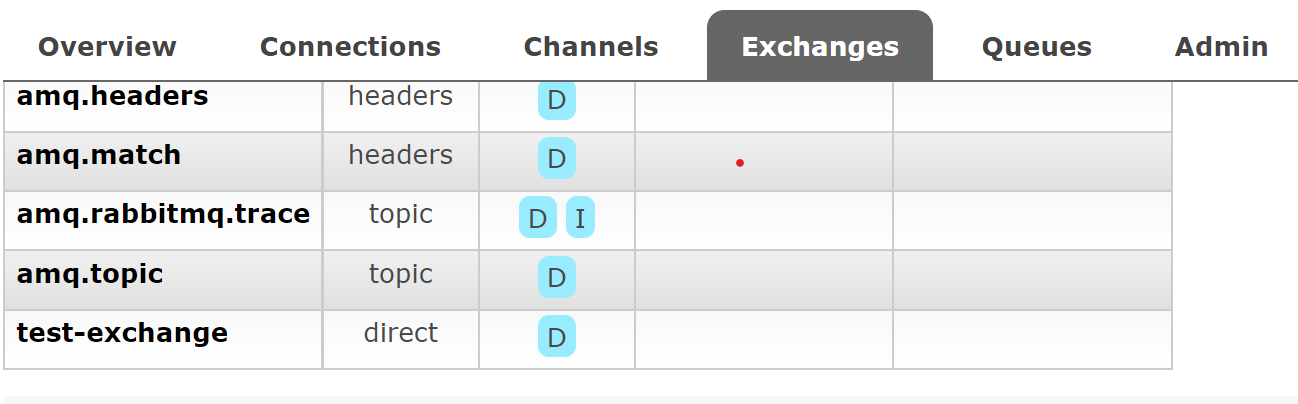 Overview Connections Channels Exchanges Queues Admin
amq.headers headers D
amq.match headers D
amq.rabbitmq.trace topic D I
amq.topic topic D
test-exchange direct D